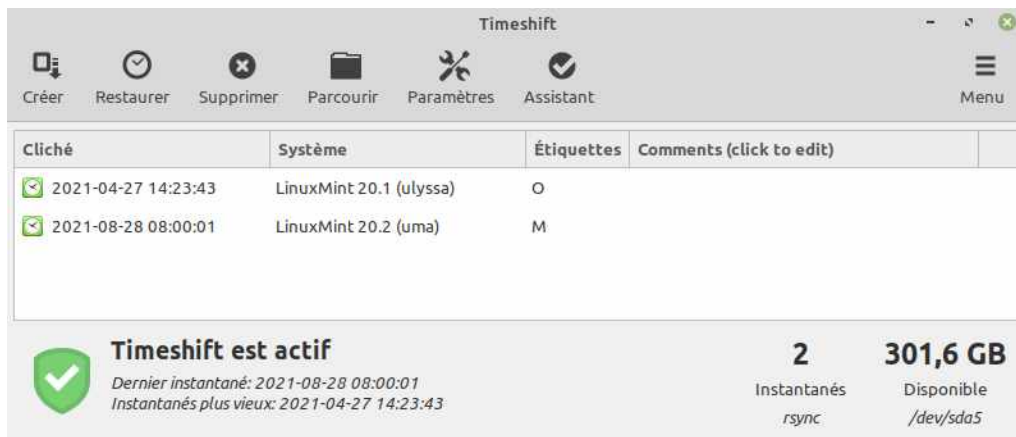 Timeshift
Créer Restaurer Supprimer Parcourir Paramètres Assistant Menu
Cliché Système Étiquettes Comments (click to edit)
2021-04-27 14:23:43 LinuxMint 20.1 (ulyssa) O
2021-08-28 08:00:01 LinuxMint 20.2 (uma) M
Timeshift est actif
Dernier instantané: 2021-08-28 08:00:01
Instantanés plus vieux: 2021-04-27 14:23:43
2
Instantanés
rsync
301,6 GB
Disponible
/dev/sda5